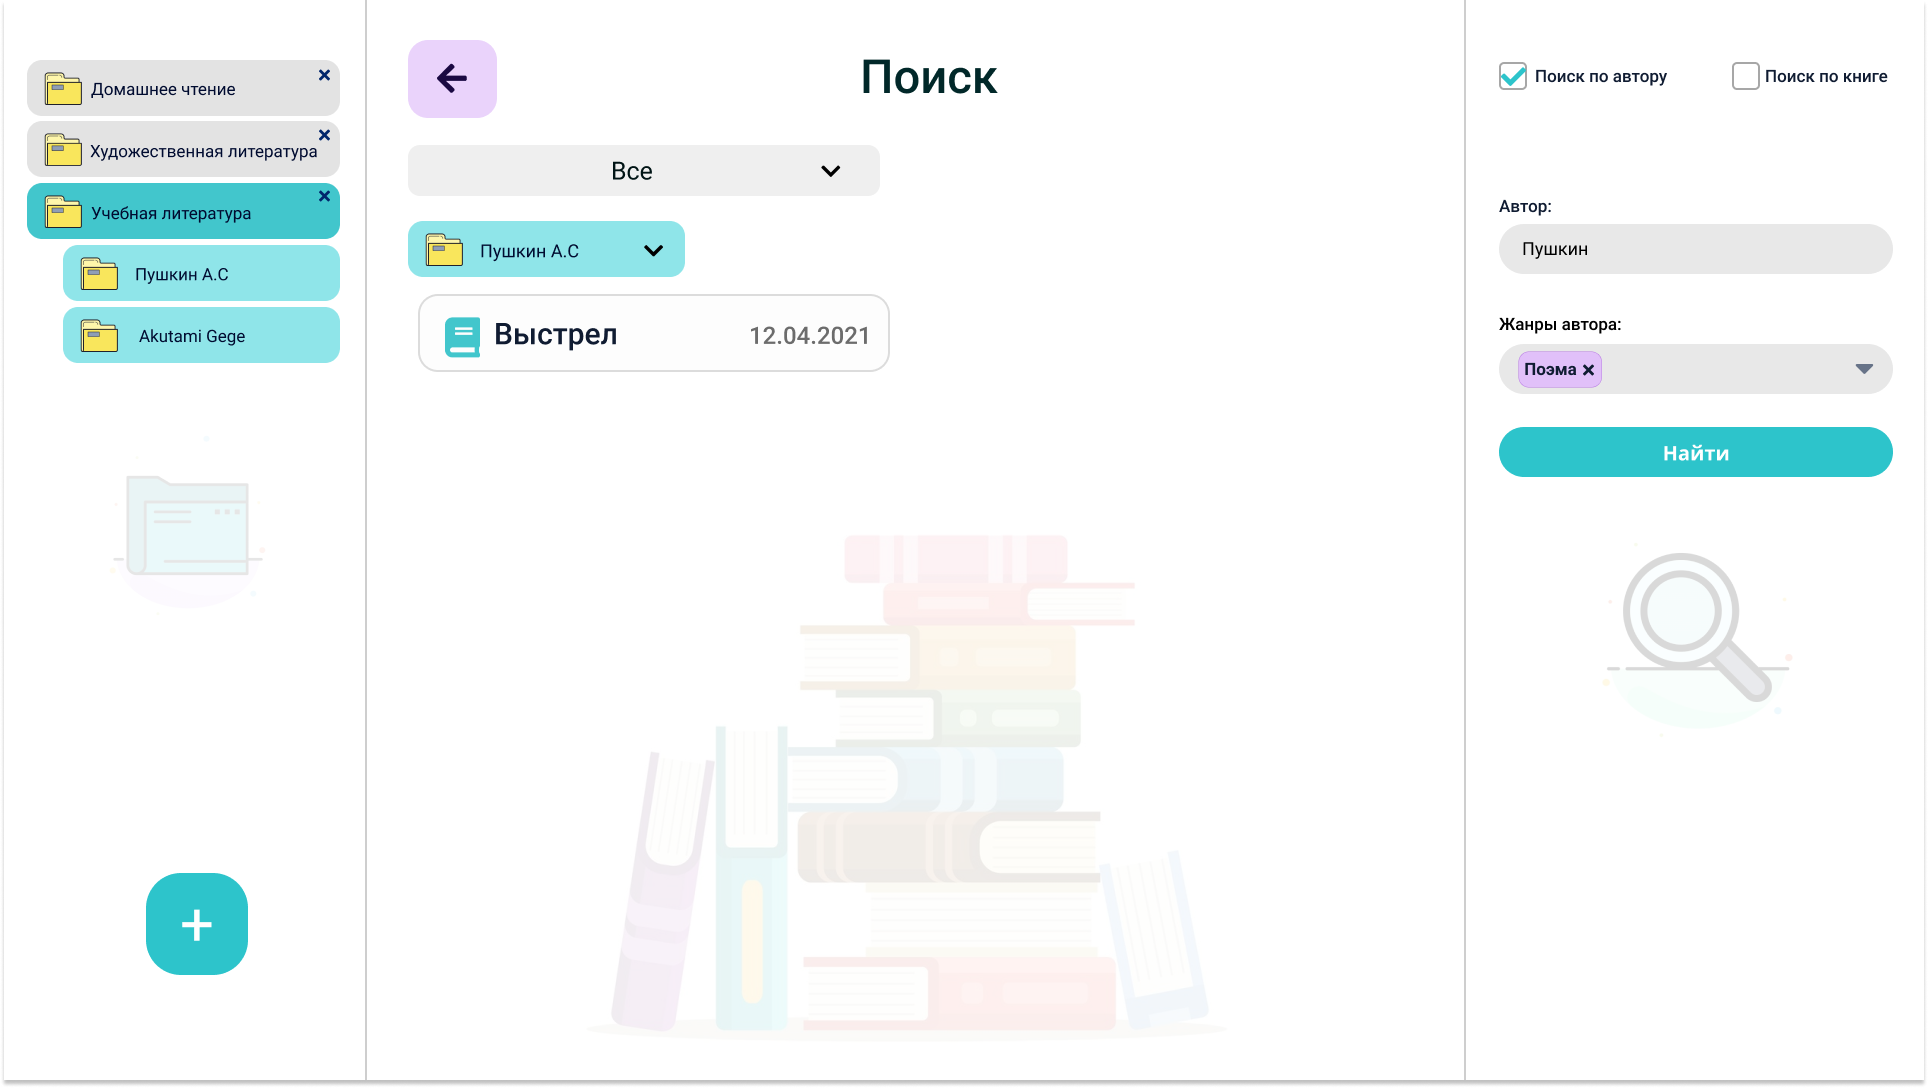 Домашнее чтение
Художественная литература
Учебная литература
Пушкин А.С
Akutami Gege
Поиск
Все
Пушкин А.С
Выстрел 12.04.2021
Поиск по автору Поиск по книге
Автор:
Пушкин
Жанры автора:
Поэма
Найти